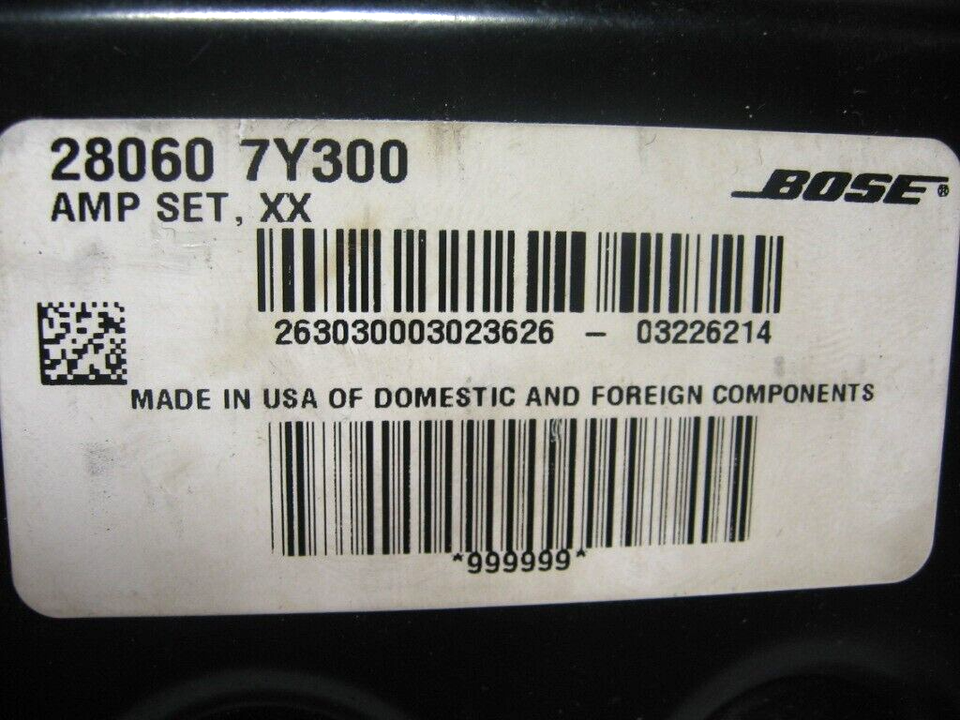 28060 7Y300
AMP SET, XX
BOSE®
263030003023626 - 03226214
MADE IN USA OF DOMESTIC AND FOREIGN COMPONENTS
*999999*